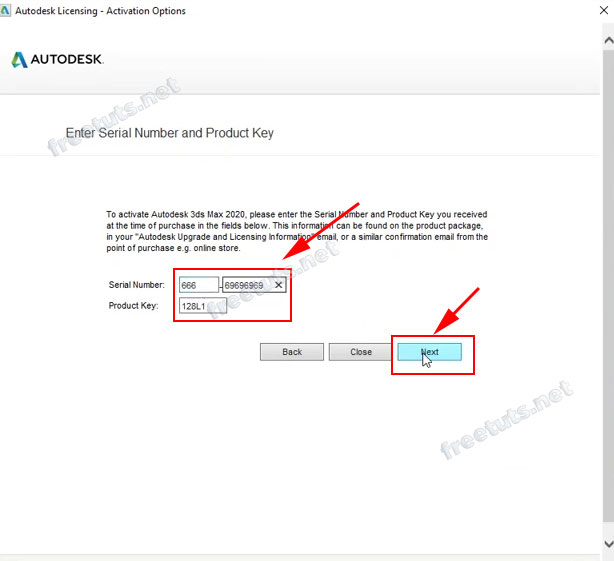 Autodesk Licensing - Activation Options
AUTODESK.
freetuts.net
Enter Serial Number and Product Key
To activate Autodesk 3ds Max 2020, please enter the Serial Number and Product Key you received
at the time of purchase in the fields below. This information can be found on the product package,
in your "Autodesk Upgrade and Licensing Information" email, or a similar confirmation email from the
point of purchase e.g. online store.
freetuts.net
Serial Number: 666 - 69696969
Product Key: 128L1
Back Close Next
freetuts.net